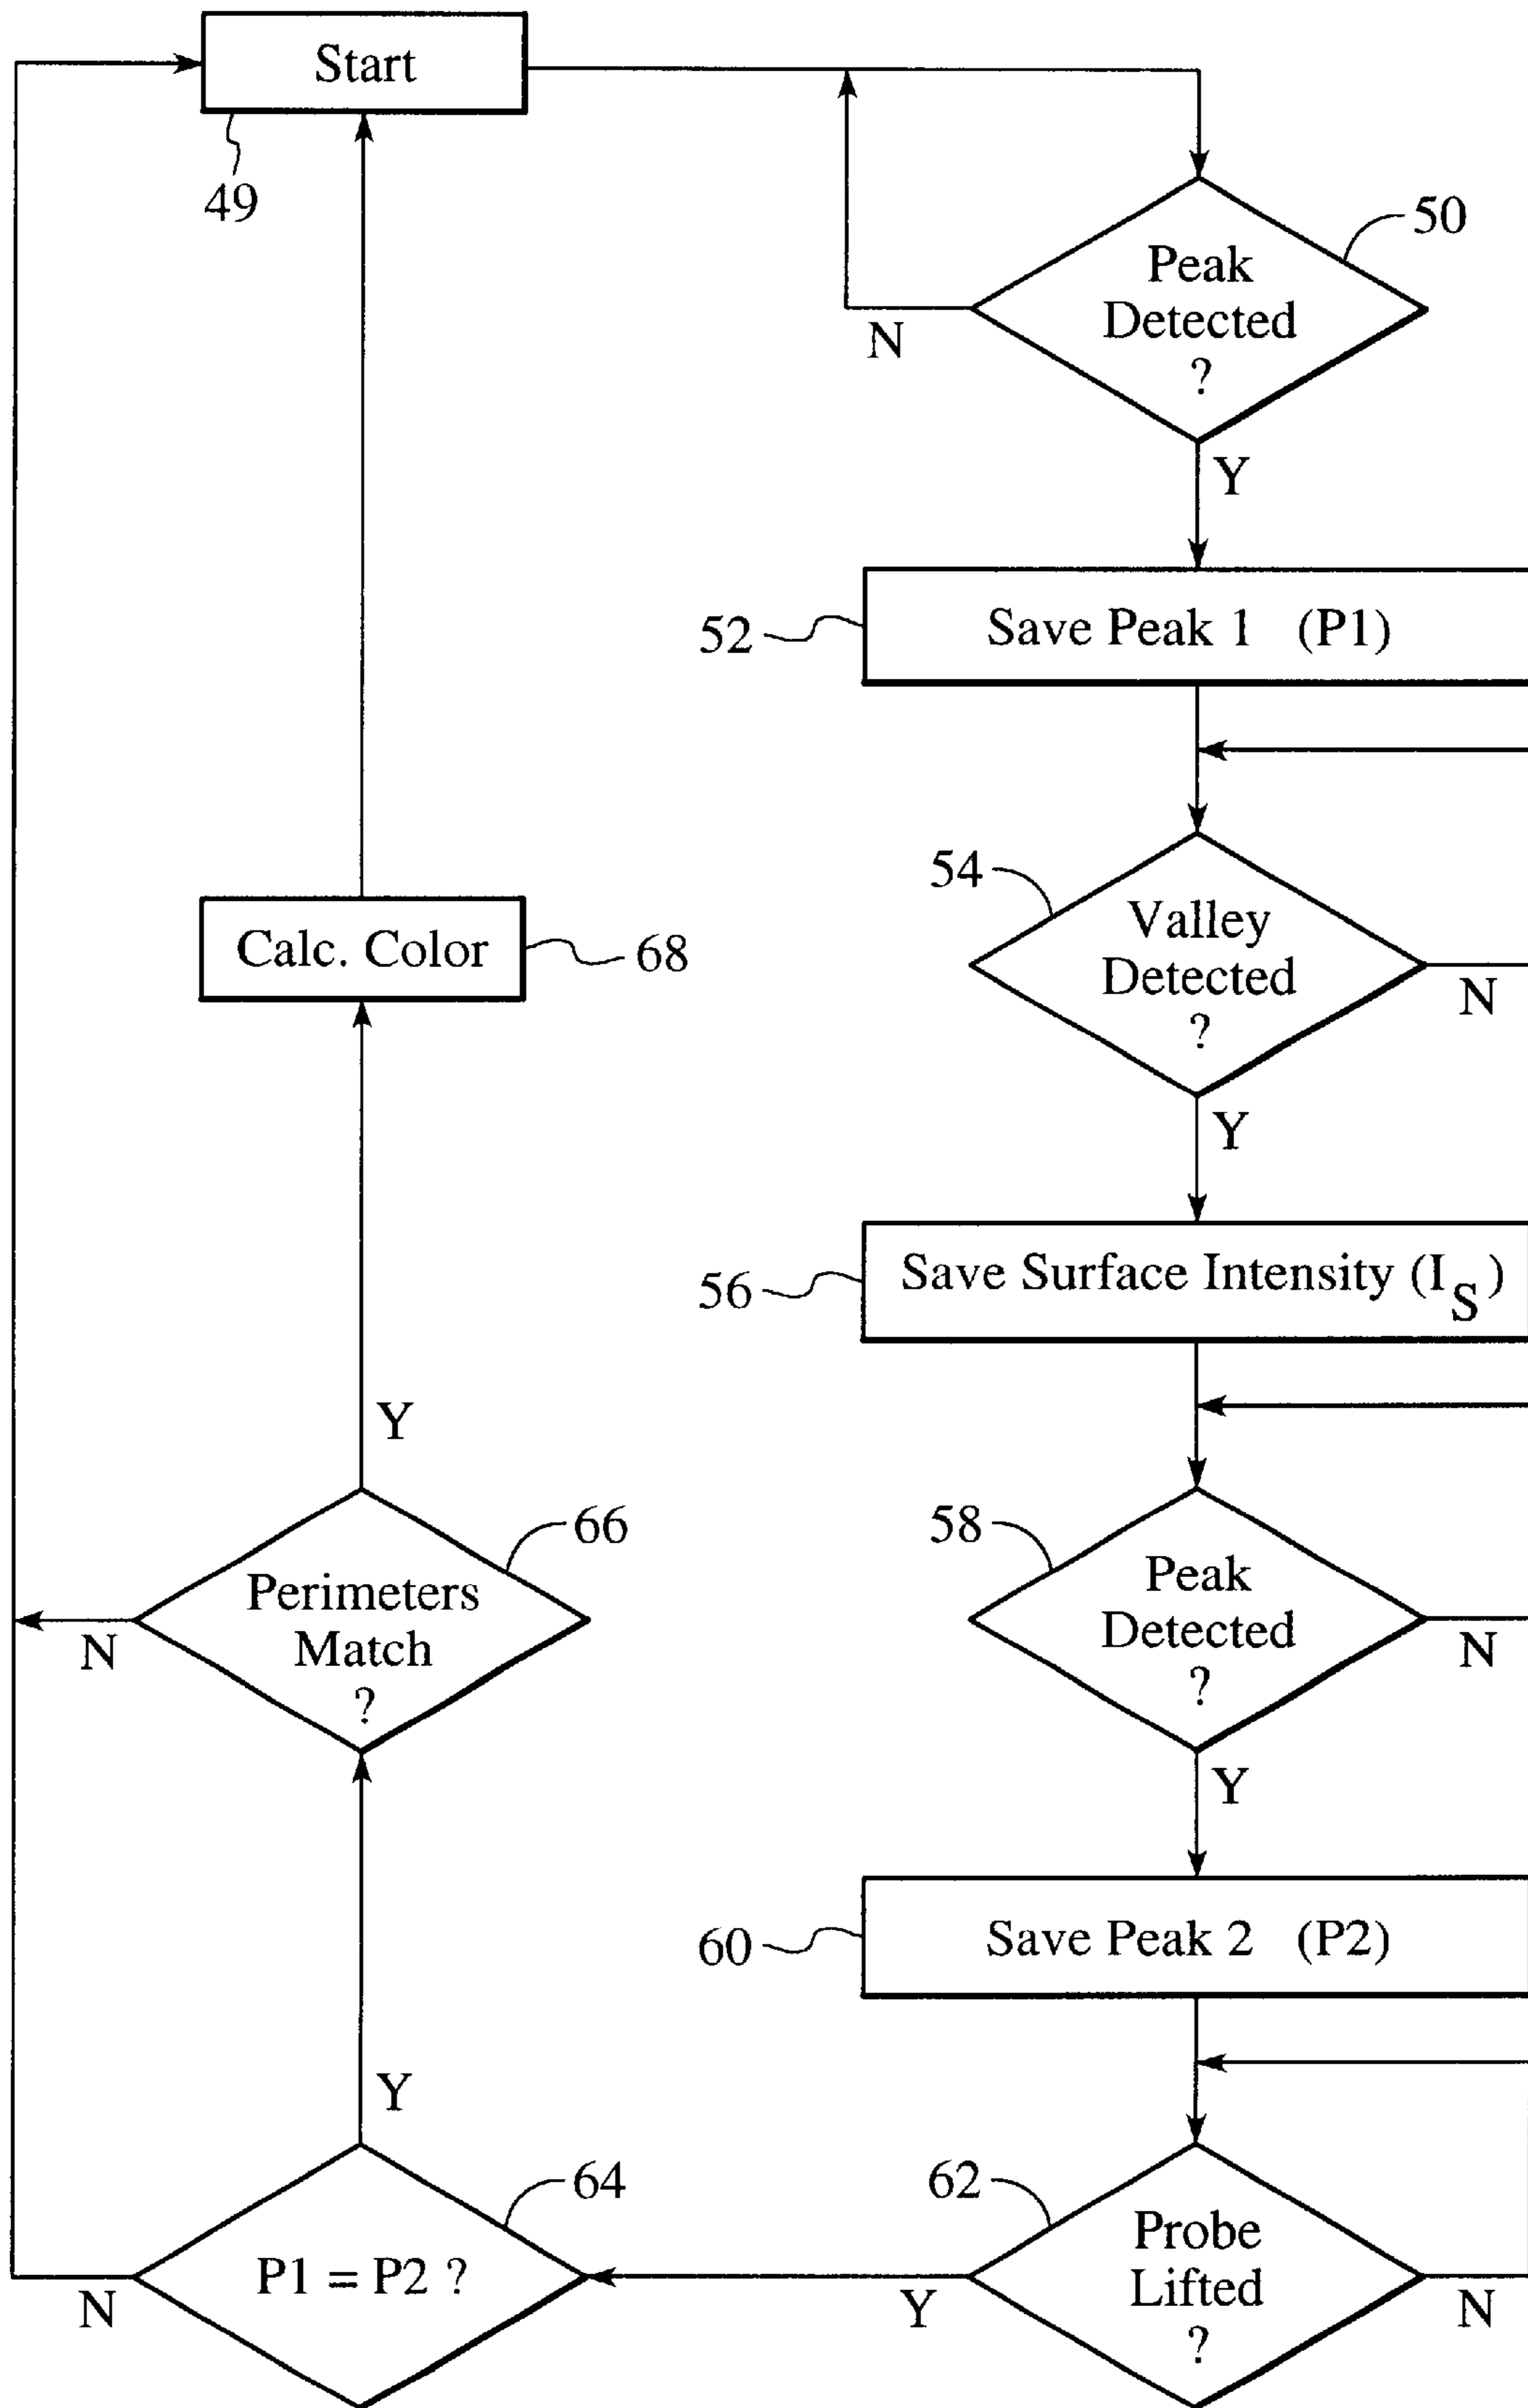 Start
49
50
Peak
Detected
?
N
Y
52
Save Peak 1 (P1)
54
Valley
Detected
?
N
Y
56
Save Surface Intensity (I_S)
58
Peak
Detected
?
N
Y
60
Save Peak 2 (P2)
62
Probe
Lifted
?
N
Y
64
P1 = P2 ?
N
Y
66
Perimeters
Match
?
N
Y
Calc. Color
68